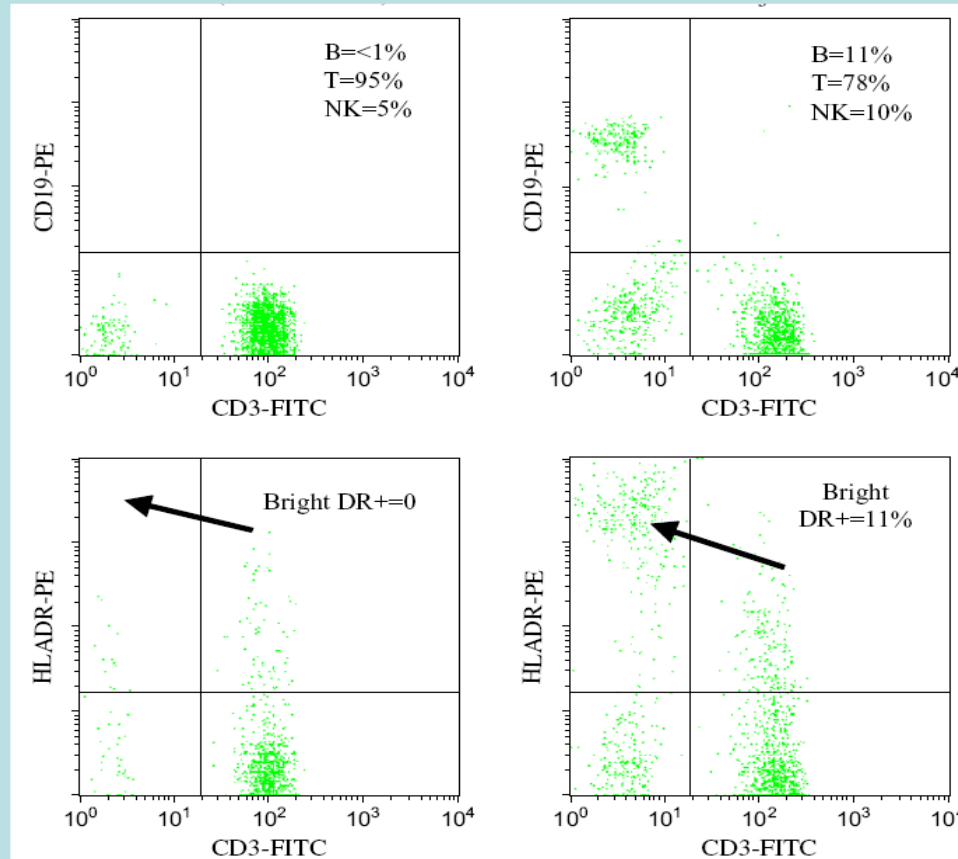 B=<1%
T=95%
NK=5%
CD19-PE
10⁰ 10¹ 10² 10³ 10⁴
CD3-FITC
B=11%
T=78%
NK=10%
CD19-PE
10⁰ 10¹ 10² 10³ 10⁴
CD3-FITC
Bright DR+=0
HLADR-PE
10⁰ 10¹ 10² 10³ 10⁴
CD3-FITC
Bright
DR+=11%
HLADR-PE
10⁰ 10¹ 10² 10³ 10⁴
CD3-FITC